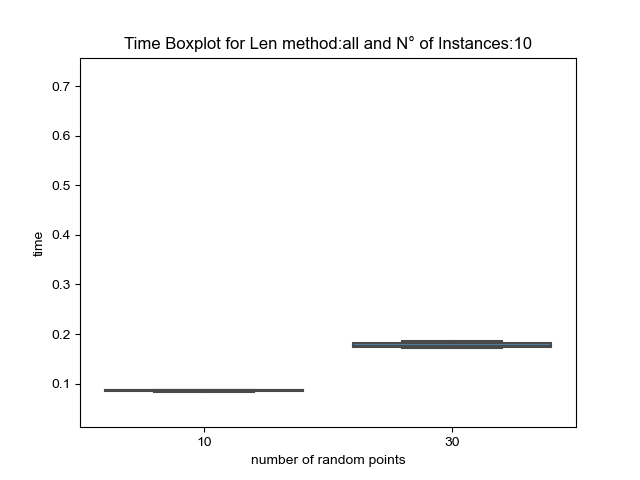 Time Boxplot for Len method:all and N° of Instances:10
0.7
0.6
0.5
0.4
0.3
0.2
0.1
time
10 30
number of random points